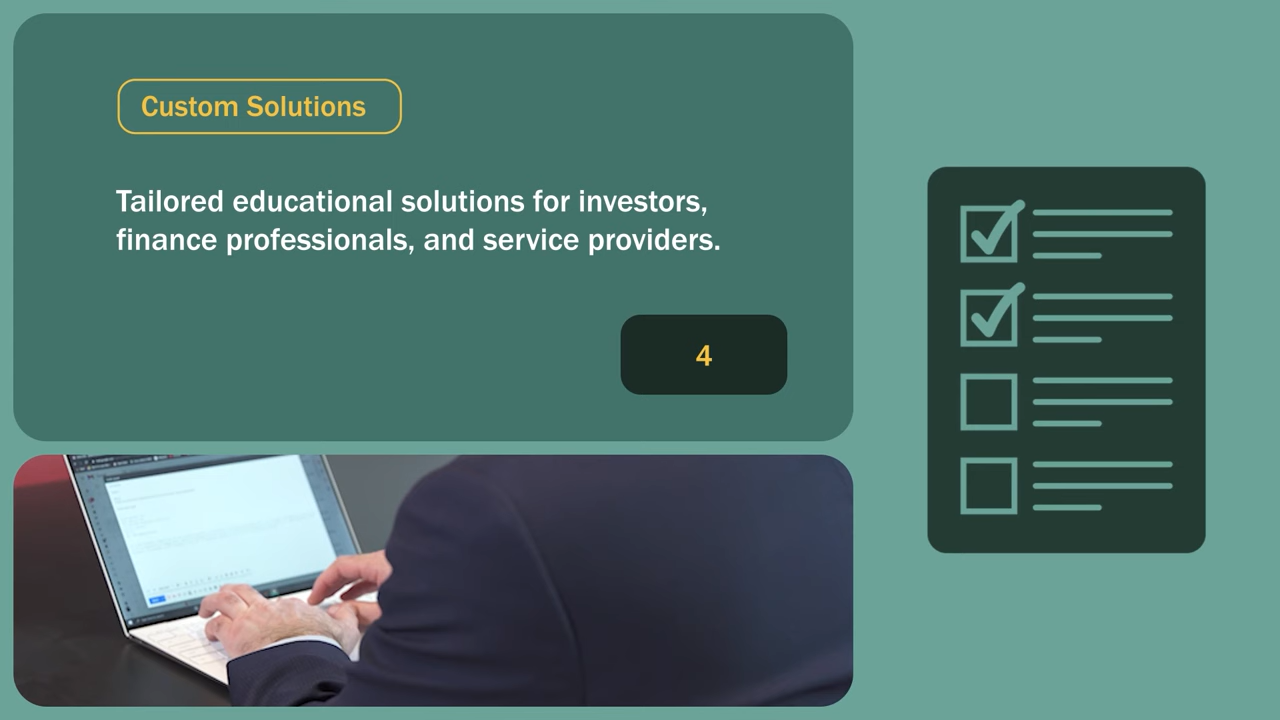 Custom Solutions
Tailored educational solutions for investors,
finance professionals, and service providers.
4